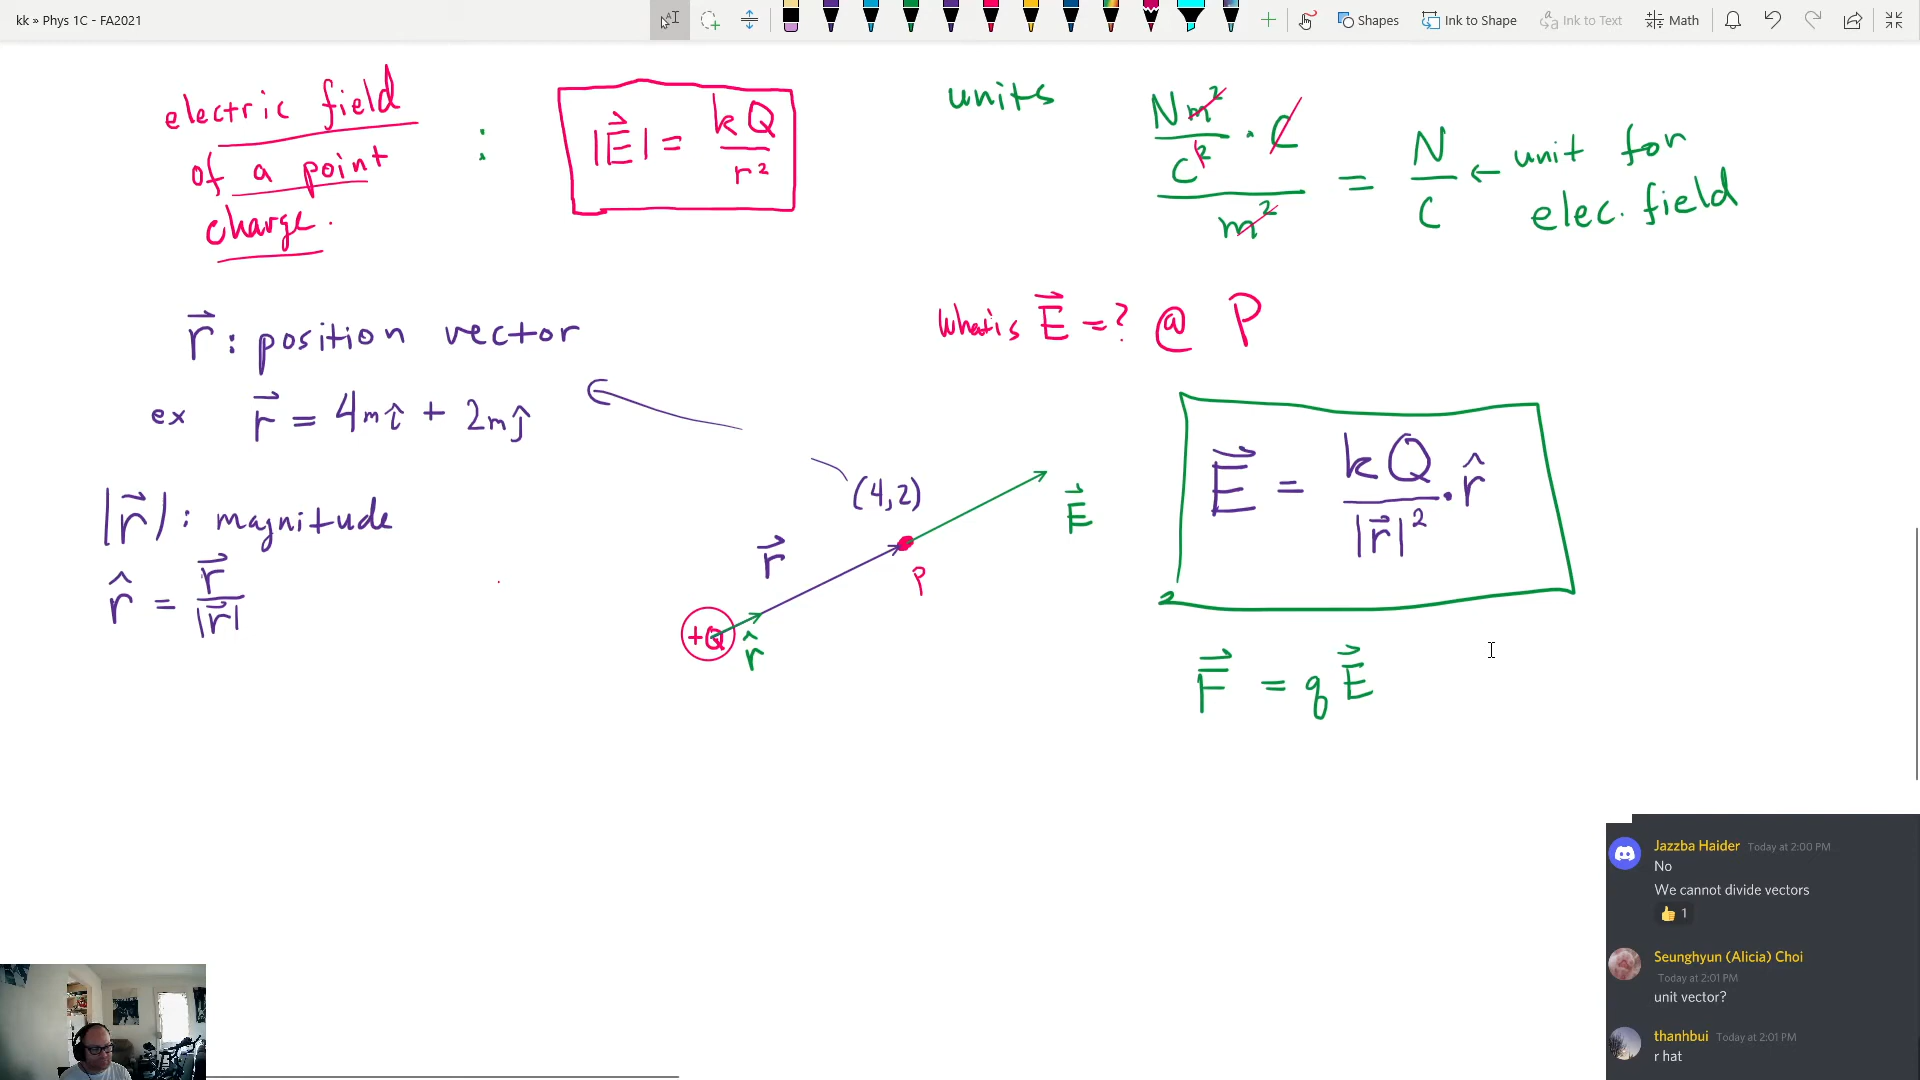 kk » Phys 1C - FA2021
Shapes
Ink to Shape
Ink to Text
Math
electric field
of a point
charge.
:
|E⃗| = kQ / r²
units
(Nm²/C² · C) / m² = N/C ← unit for
elec. field
r⃗ : position vector
ex r⃗ = 4m î + 2m ĵ
What is E⃗ = ? @ P
|r⃗| : magnitude
r̂ = r⃗ / |r⃗|
(4,2)
E⃗
r⃗
P
+Q
r̂
E⃗ = kQ / |r⃗|² · r̂
F⃗ = qE⃗
Jazzba Haider Today at 2:00 PM
No
We cannot divide vectors
👍 1
Seunghyun (Alicia) Choi
Today at 2:01 PM
unit vector?
thanhbui Today at 2:01 PM
r hat